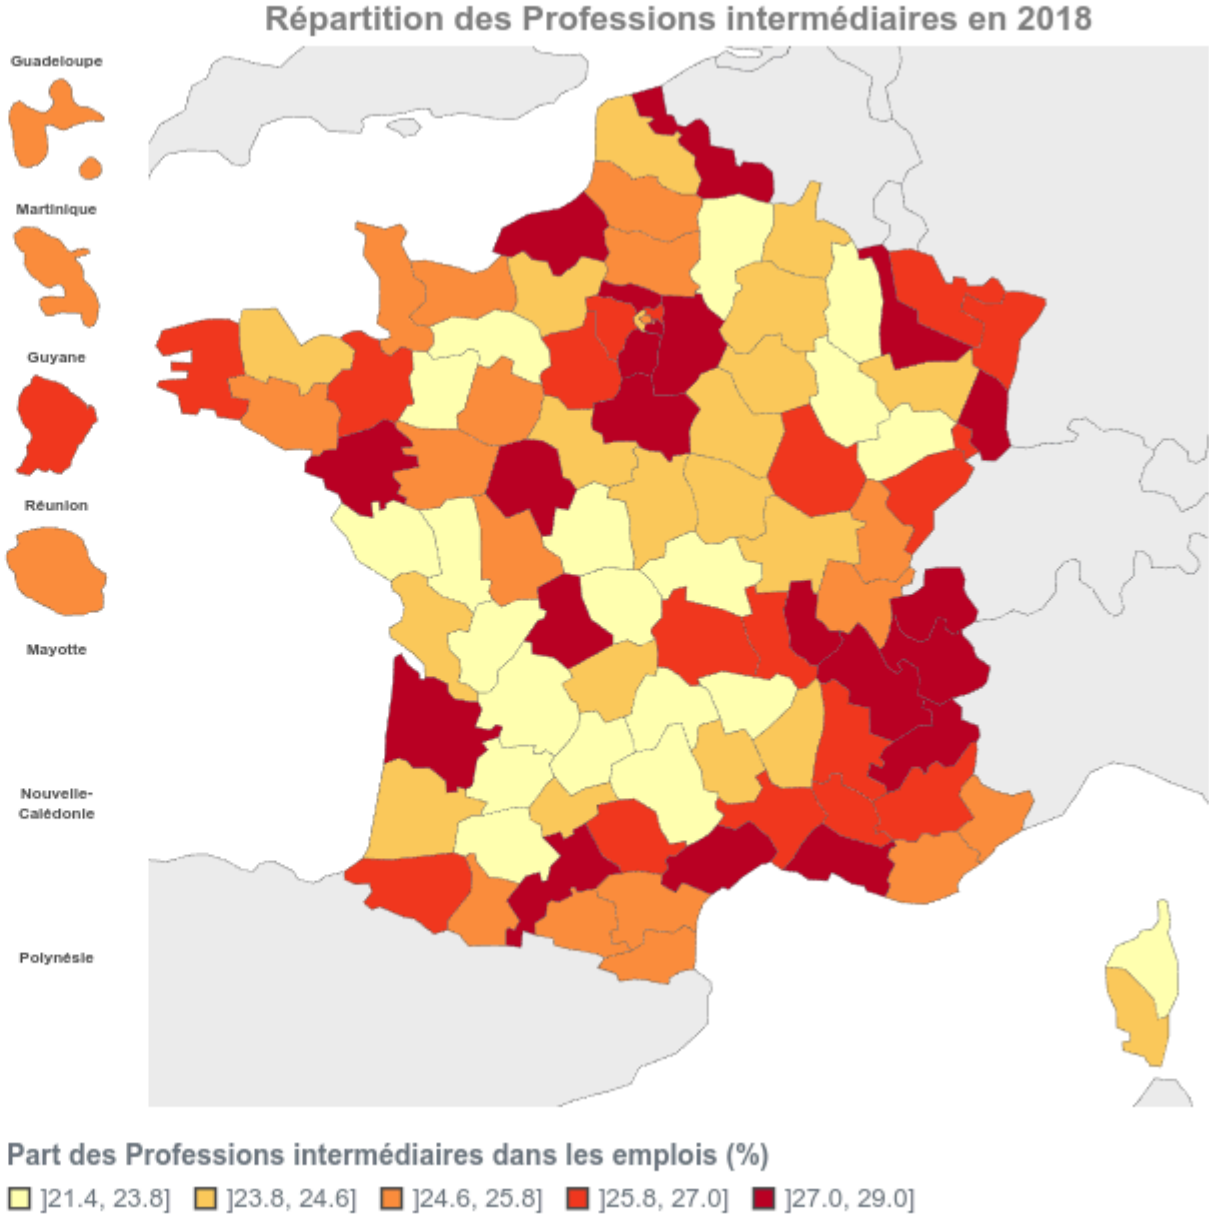 Répartition des Professions intermédiaires en 2018
Guadeloupe
Martinique
Guyane
Réunion
Mayotte
Nouvelle-
Calédonie
Polynésie
Part des Professions intermédiaires dans les emplois (%)
]21.4, 23.8] ]23.8, 24.6] ]24.6, 25.8] ]25.8, 27.0] ]27.0, 29.0]